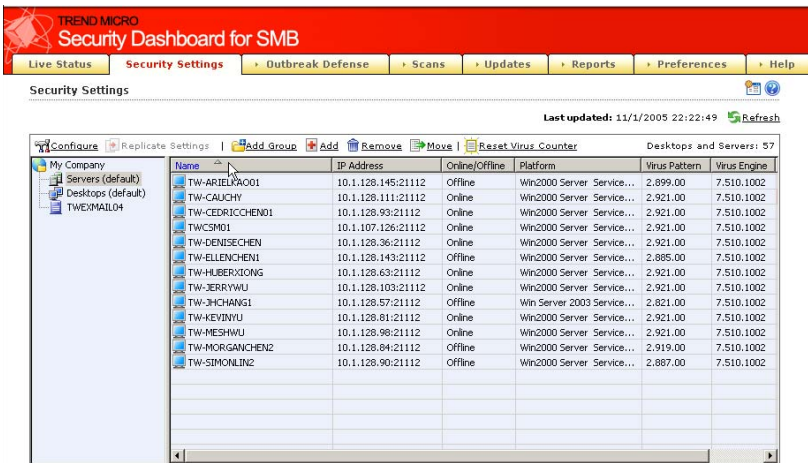 TREND MICRO
Security Dashboard for SMB
Live Status Security Settings Outbreak Defense Scans Updates Reports Preferences Help
Security Settings
Last updated: 11/1/2005 22:22:49 Refresh
Configure Replicate Settings | Add Group Add Remove Move | Reset Virus Counter Desktops and Servers: 57
My Company
Servers (default)
Desktops (default)
TWEXMAIL04
Name IP Address Online/Offline Platform Virus Pattern Virus Engine
TW-ARIELKAO01 10.1.128.145:21112 Offline Win2000 Server Service... 2.899.00 7.510.1002
TW-CAUCHY 10.1.128.111:21112 Online Win2000 Server Service... 2.921.00 7.510.1002
TW-CEDRICCHEN01 10.1.128.93:21112 Online Win2000 Server Service... 2.921.00 7.510.1002
TWCSM01 10.1.107.126:21112 Online Win2000 Server Service... 2.921.00 7.510.1002
TW-DENISECHEN 10.1.128.36:21112 Online Win2000 Server Service... 2.921.00 7.510.1002
TW-ELLENCHEN1 10.1.128.143:21112 Offline Win2000 Server Service... 2.885.00 7.510.1002
TW-HUBERXIONG 10.1.128.63:21112 Online Win2000 Server Service... 2.921.00 7.510.1002
TW-JERRYWU 10.1.128.103:21112 Online Win2000 Server Service... 2.921.00 7.510.1002
TW-JHCHANG1 10.1.128.57:21112 Offline Win Server 2003 Service... 2.821.00 7.510.1002
TW-KEVINYU 10.1.128.81:21112 Online Win2000 Server Service... 2.921.00 7.510.1002
TW-MESHWU 10.1.128.98:21112 Online Win2000 Server Service... 2.921.00 7.510.1002
TW-MORGANCHEN2 10.1.128.84:21112 Offline Win2000 Server Service... 2.919.00 7.510.1002
TW-SIMONLIN2 10.1.128.90:21112 Offline Win2000 Server Service... 2.887.00 7.510.1002